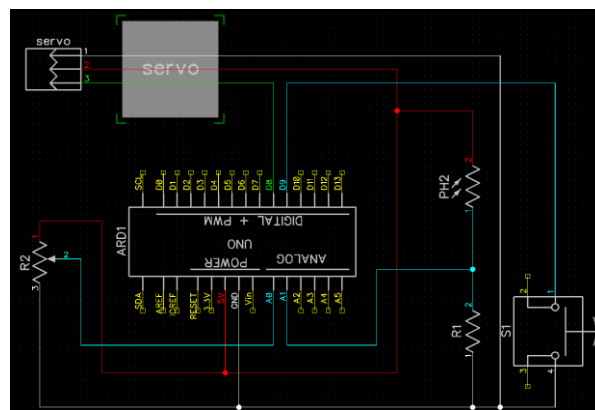 servo
1
2
3
servo
SCL
D0
D1
D2
D3
D4
D5
D6
D7
D8
D9
D10
D11
D12
D13
DIGITAL + PWM
ARD1
UNO
POWER
ANALOG
SDA
AREF
IOREF
RESET
3.3V
5V
GND
Vin
A0
A1
A2
A3
A4
A5
1
R2
2
3
2
PH2
1
2
R1
1
2
1
S1
3
4